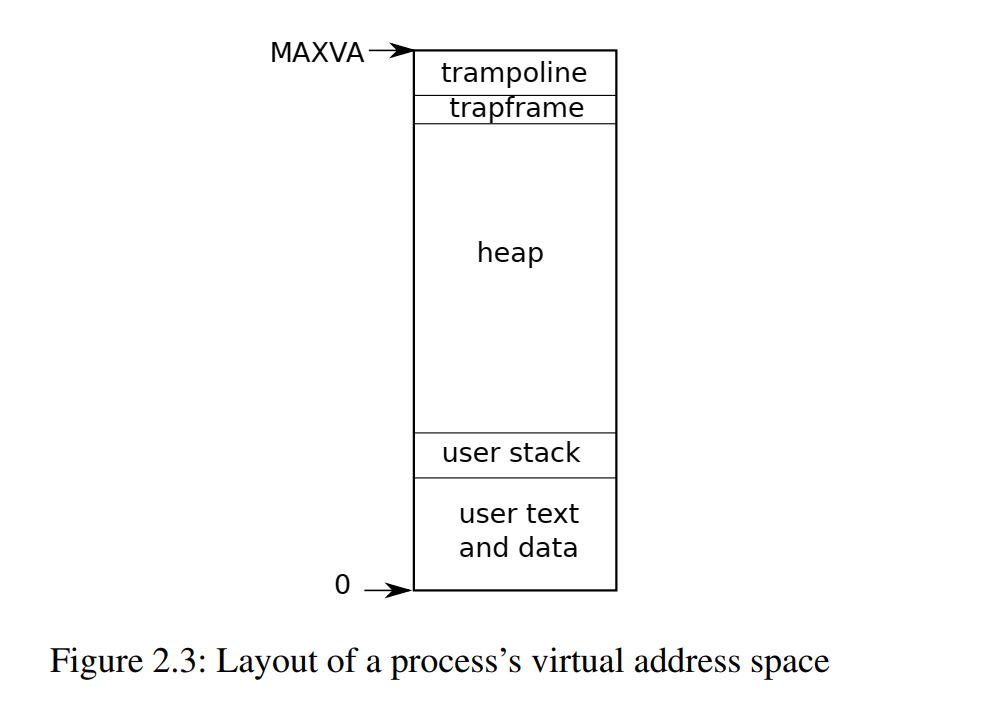 MAXVA
trampoline
trapframe
heap
user stack
user text
and data
0
Figure 2.3: Layout of a process’s virtual address space